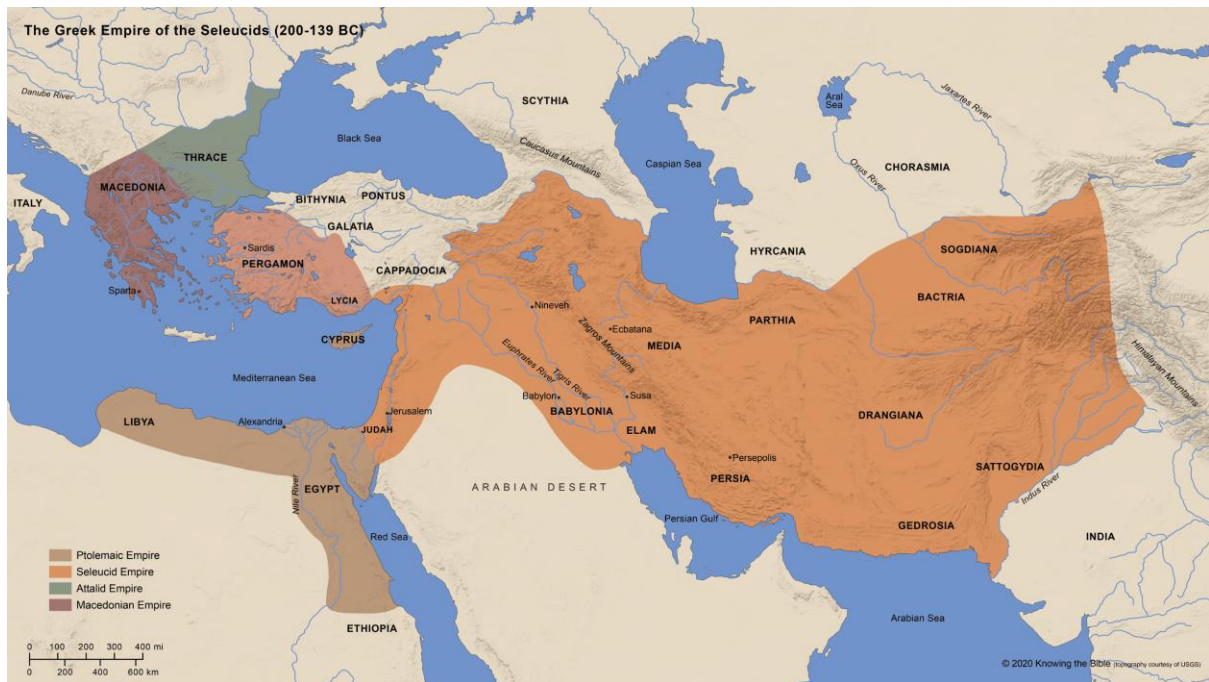 The Greek Empire of the Seleucids (200-139 BC)
Danube River
SCYTHIA
Aral
Sea
Jaxartes River
Black Sea
Caucasus Mountains
Caspian Sea
CHORASMIA
Oxus River
THRACE
MACEDONIA
ITALY
BITHYNIA
PONTUS
GALATIA
Sardis
PERGAMON
CAPPADOCIA
HYRCANIA
SOGDIANA
BACTRIA
Sparta
LYCIA
Nineveh
PARTHIA
CYPRUS
Ecbatana
Zagros Mountains
MEDIA
Himalayan Mountains
Mediterranean Sea
Euphrates River
Tigris River
Babylon
BABYLONIA
Susa
Jerusalem
JUDAH
LIBYA
Alexandria
ELAM
DRANGIANA
Persepolis
PERSIA
SATTOGYDIA
EGYPT
Nile River
ARABIAN DESERT
Indus River
Persian Gulf
GEDROSIA
Red Sea
INDIA
Ptolemaic Empire
Seleucid Empire
Attalid Empire
Macedonian Empire
ETHIOPIA
Arabian Sea
0 100 200 300 400 mi
0 200 400 600 km
© 2020 Knowing the Bible (topography courtesy of USGS)